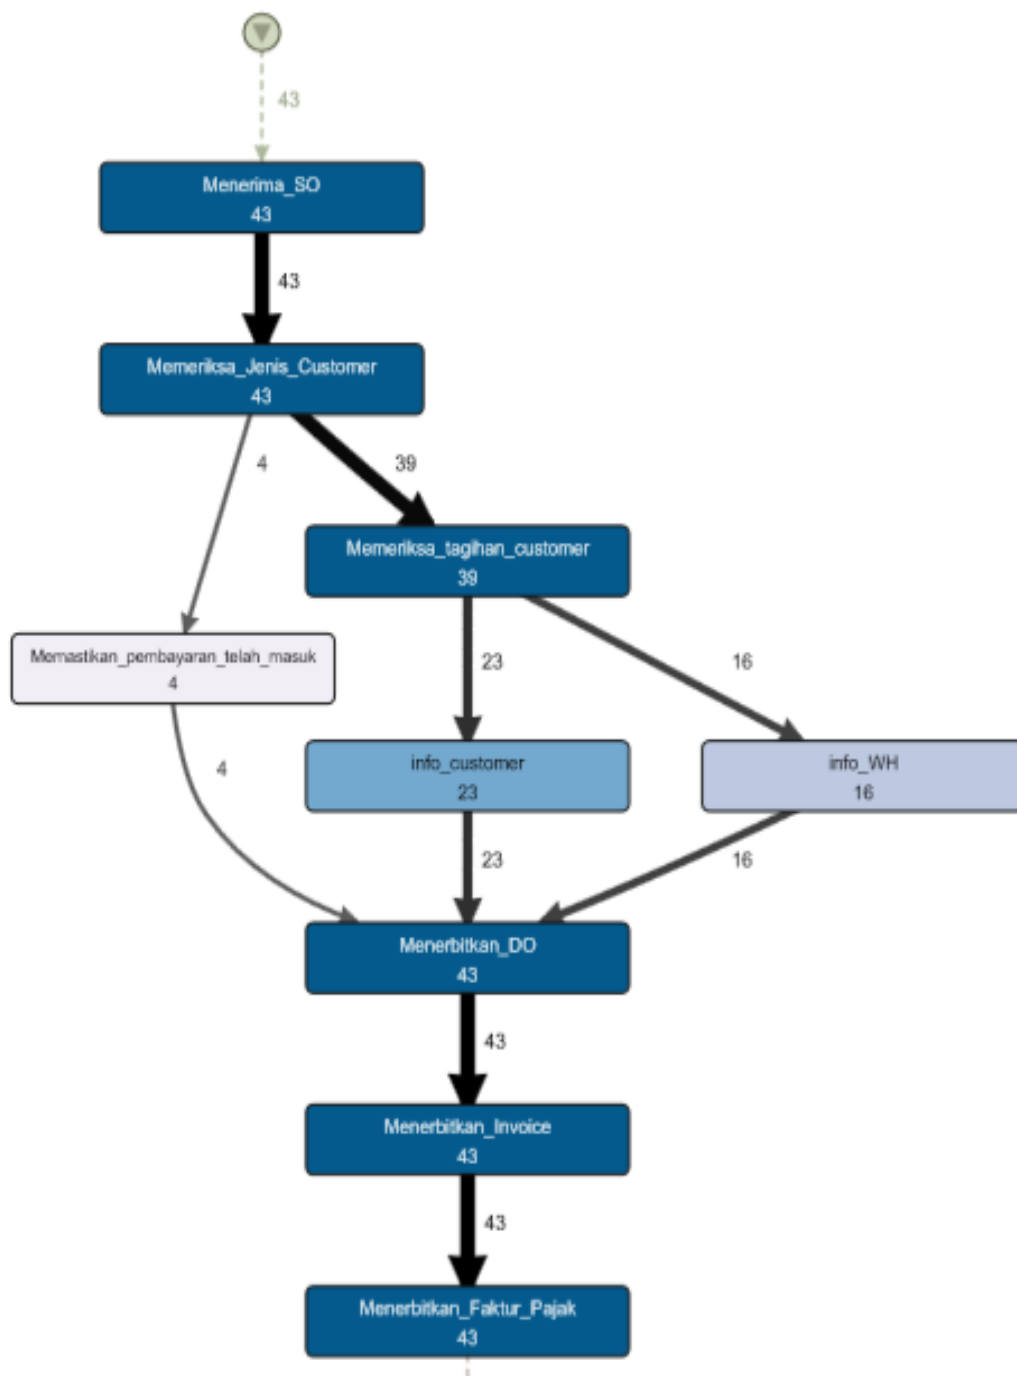 43
Menerima_SO
43
43
Memeriksa_Jenis_Customer
43
4
39
Memeriksa_tagihan_customer
39
Memastikan_pembayaran_telah_masuk
4
23
16
4
info_customer
23
info_WH
16
23
16
Menerbitkan_DO
43
43
Menerbitkan_Invoice
43
43
Menerbitkan_Faktur_Pajak
43